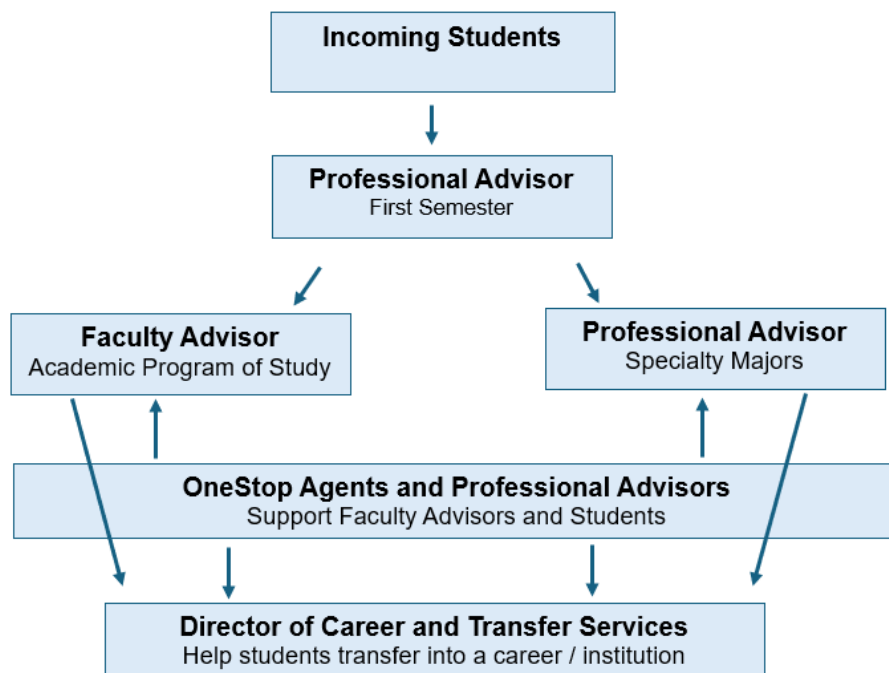 Incoming Students
Professional Advisor
First Semester
Faculty Advisor
Academic Program of Study
Professional Advisor
Specialty Majors
OneStop Agents and Professional Advisors
Support Faculty Advisors and Students
Director of Career and Transfer Services
Help students transfer into a career / institution